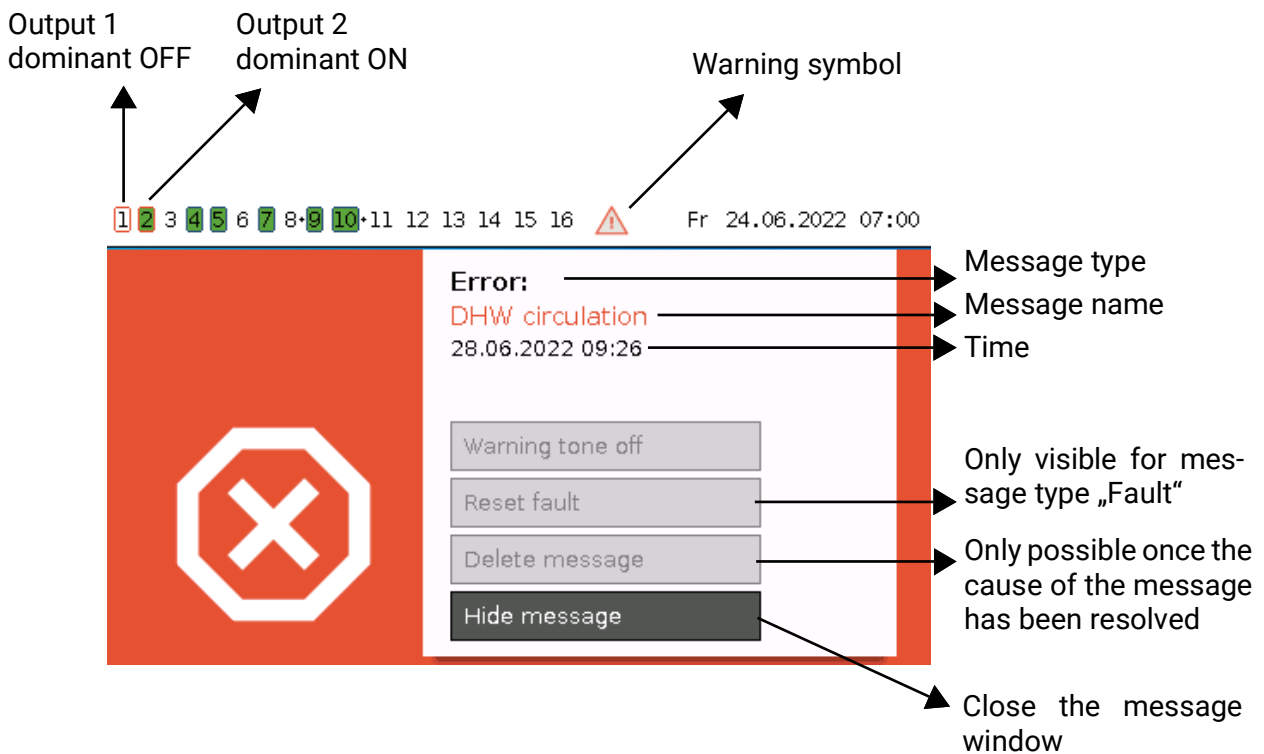 Output 1
dominant OFF
Output 2
dominant ON
Warning symbol
1 2 3 4 5 6 7 8·9 10·11 12 13 14 15 16 Fr 24.06.2022 07:00
Error:
DHW circulation
28.06.2022 09:26
Message type
Message name
Time
Warning tone off
Reset fault
Delete message
Hide message
Only visible for mes-
sage type „Fault“
Only possible once the
cause of the message
has been resolved
Close the message
window